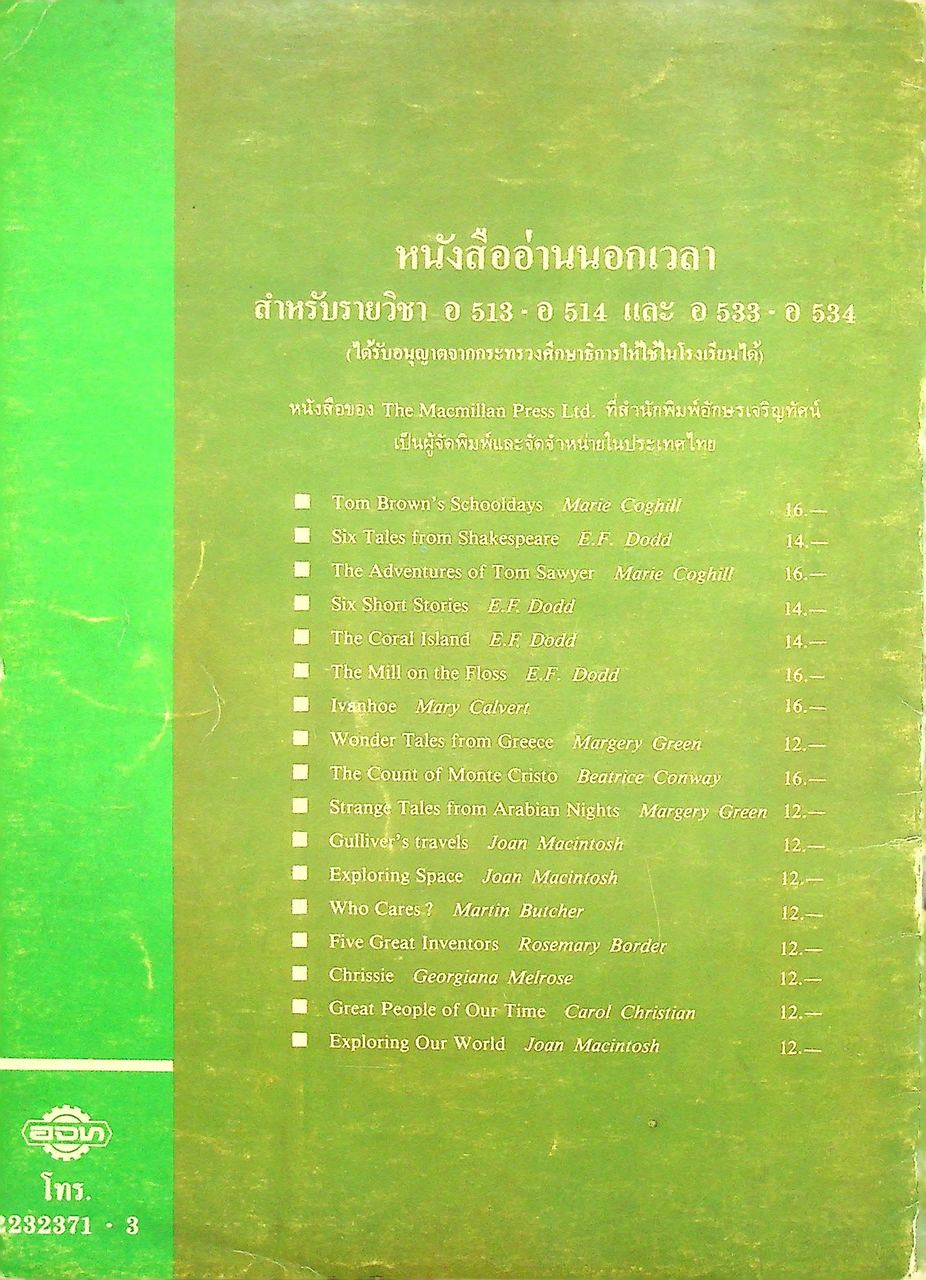 หนังสืออ่านนอกเวลา
สำหรับรายวิชา อ 513 - อ 514 และ อ 533 - อ 534
(ได้รับอนุญาตจากกระทรวงศึกษาธิการให้ใช้ในโรงเรียนได้)
หนังสือของ The Macmillan Press Ltd. ที่สำนักพิมพ์อักษรเจริญทัศน์
เป็นผู้จัดพิมพ์และจัดจำหน่ายในประเทศไทย
Tom Brown's Schooldays Marie Coghill 16.—
Six Tales from Shakespeare E.F. Dodd 14.—
The Adventures of Tom Sawyer Marie Coghill 16.—
Six Short Stories E.F. Dodd 14.—
The Coral Island E.F. Dodd 14.—
The Mill on the Floss E.F. Dodd 16.—
Ivanhoe Mary Calvert 16.—
Wonder Tales from Greece Margery Green 12.—
The Count of Monte Cristo Beatrice Conway 16.—
Strange Tales from Arabian Nights Margery Green 12.—
Gulliver's travels Joan Macintosh 12.—
Exploring Space Joan Macintosh 12.—
Who Cares? Martin Butcher 12.—
Five Great Inventors Rosemary Border 12.—
Chrissie Georgiana Melrose 12.—
Great People of Our Time Carol Christian 12.—
Exploring Our World Joan Macintosh 12.—
อจท
โทร.
2232371 - 3